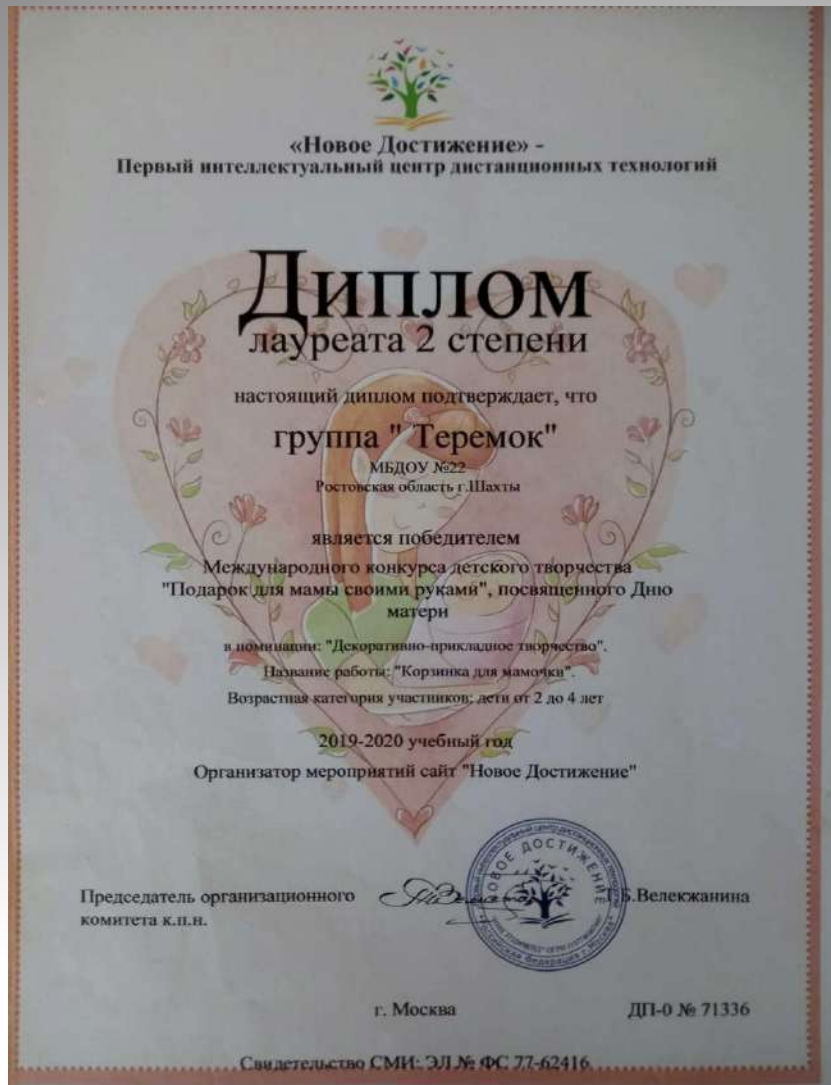 «Новое Достижение» -
Первый интеллектуальный центр дистанционных технологий
Диплом
лауреата 2 степени
настоящий диплом подтверждает, что
группа " Теремок"
МБДОУ №22
Ростовская область г.Шахты
является победителем
Международного конкурса детского творчества
"Подарок для мамы своими руками", посвященного Дню
матери
в номинации: "Декоративно-прикладное творчество".
Название работы: "Корзинка для мамочки".
Возрастная категория участников: дети от 2 до 4 лет
2019-2020 учебный год
Организатор мероприятий сайт "Новое Достижение"
НОВОЕ ДОСТИЖЕНИЕ
Российская Федерация г. Москва
Председатель организационного
комитета к.п.н.
Б.Велекжанина
г. Москва
ДП-0 № 71336
Свидетельство СМИ: ЭЛ № ФС 77-62416